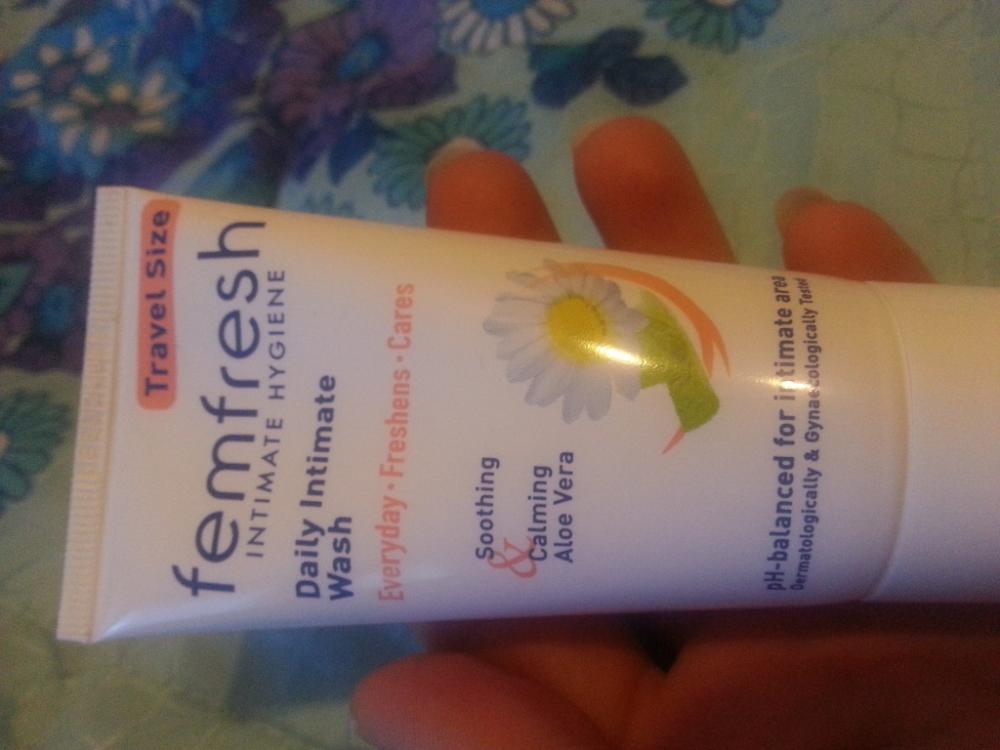 Travel Size
femfresh
INTIMATE HYGIENE
Daily Intimate
Wash
Everyday • Freshens • Cares
Soothing
&
Calming
Aloe Vera
pH-balanced for intimate area
Dermatologically & Gynaecologically Tested